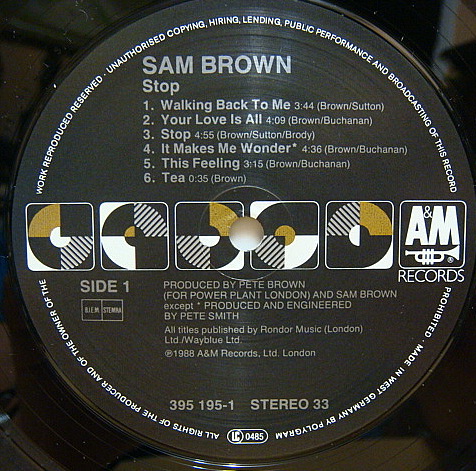 WORK REPRODUCED RESERVED · UNAUTHORISED COPYING, HIRING, LENDING, PUBLIC PERFORMANCE AND BROADCASTING OF THIS RECORD
SAM BROWN
Stop
1. Walking Back To Me 3:44 (Brown/Sutton)
2. Your Love Is All 4:09 (Brown/Buchanan)
3. Stop 4:55 (Brown/Sutton/Brody)
4. It Makes Me Wonder* 4:36 (Brown/Buchanan)
5. This Feeling 3:15 (Brown/Buchanan)
6. Tea 0:35 (Brown)
A&M
®
RECORDS
SIDE 1
B.I.E.M. STEMRA
PRODUCED BY PETE BROWN
(FOR POWER PLANT LONDON) AND SAM BROWN
except * PRODUCED AND ENGINEERED
BY PETE SMITH
All titles published by Rondor Music (London)
Ltd./Wayblue Ltd.
℗1988 A&M Records, Ltd. London
395 195-1 STEREO 33
PROHIBITED · MADE IN WEST GERMANY BY POLYGRAM
LC 0485
ALL RIGHTS OF THE PRODUCER AND OF THE OWNER OF THE